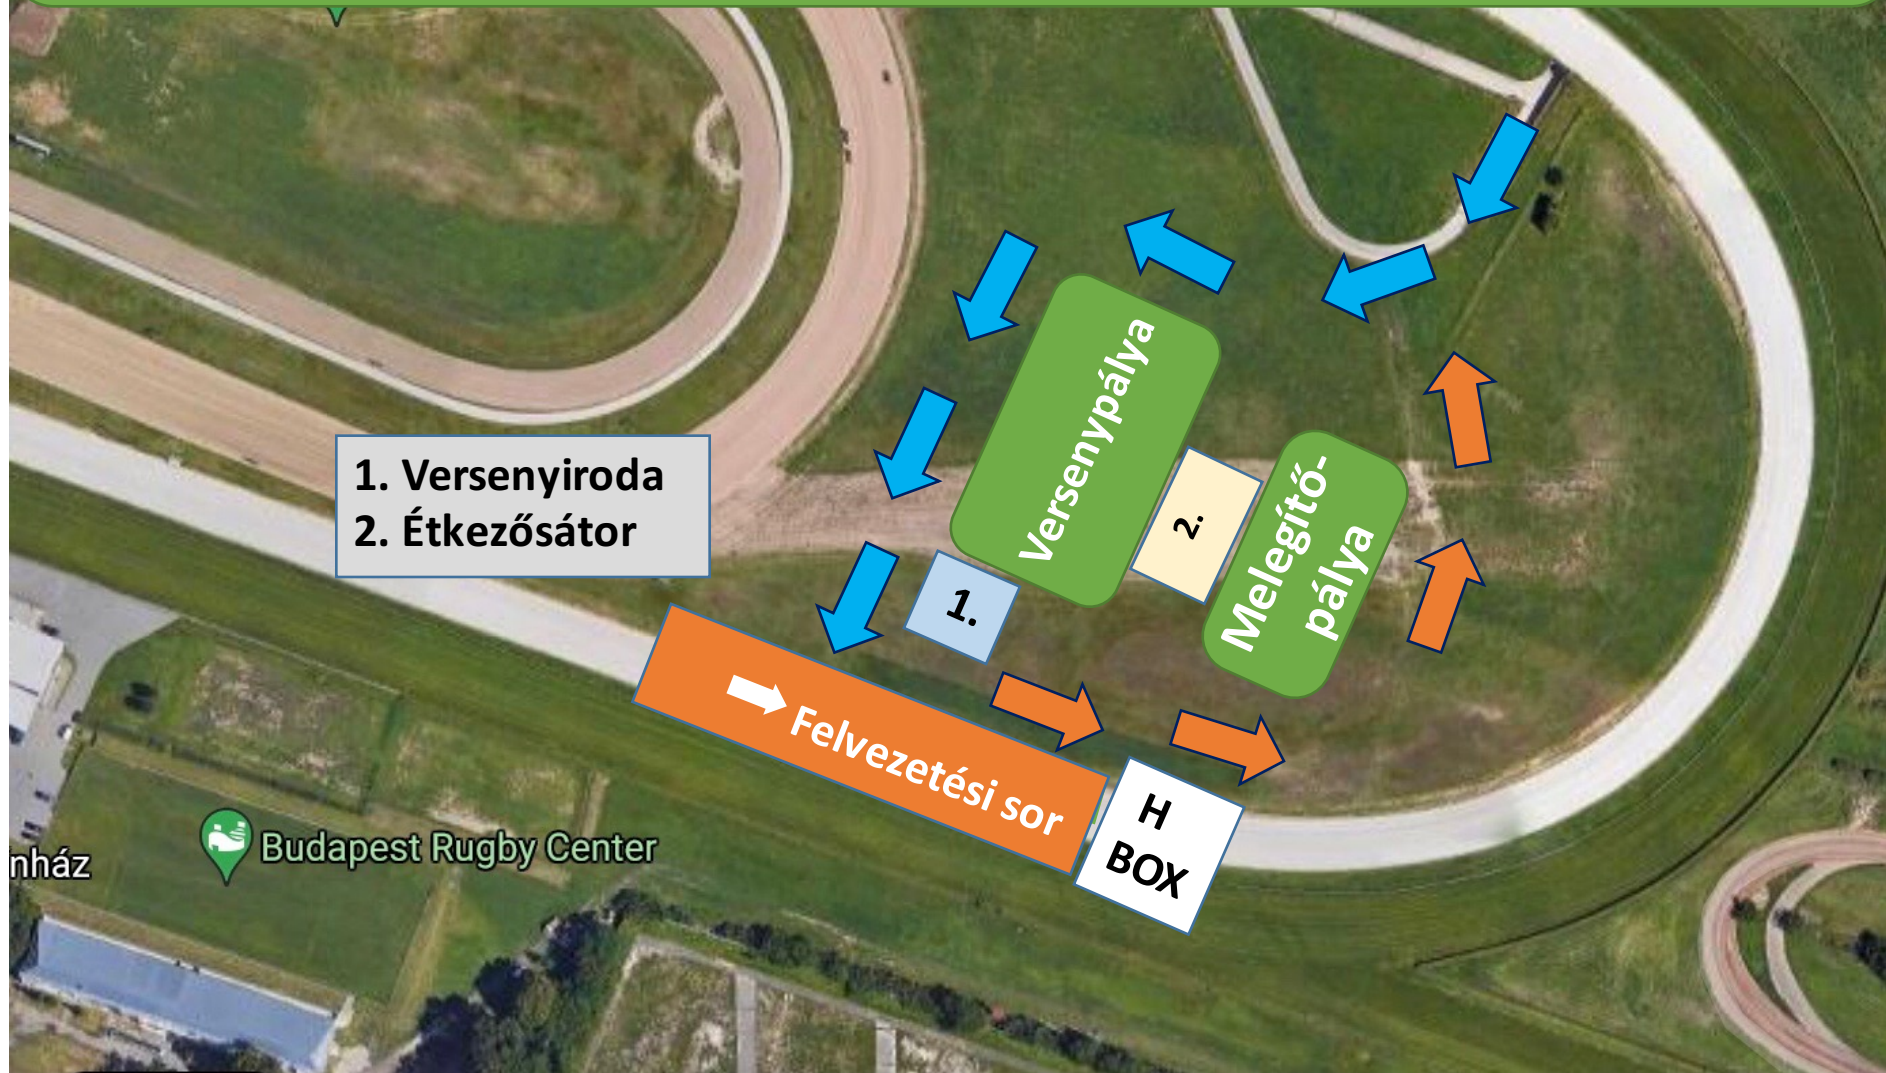 1. Versenyiroda
2. Étkezősátor
Versenypálya
2.
Melegítő-
pálya
1.
Felvezetési sor
H
BOX
Budapest Rugby Center
nház